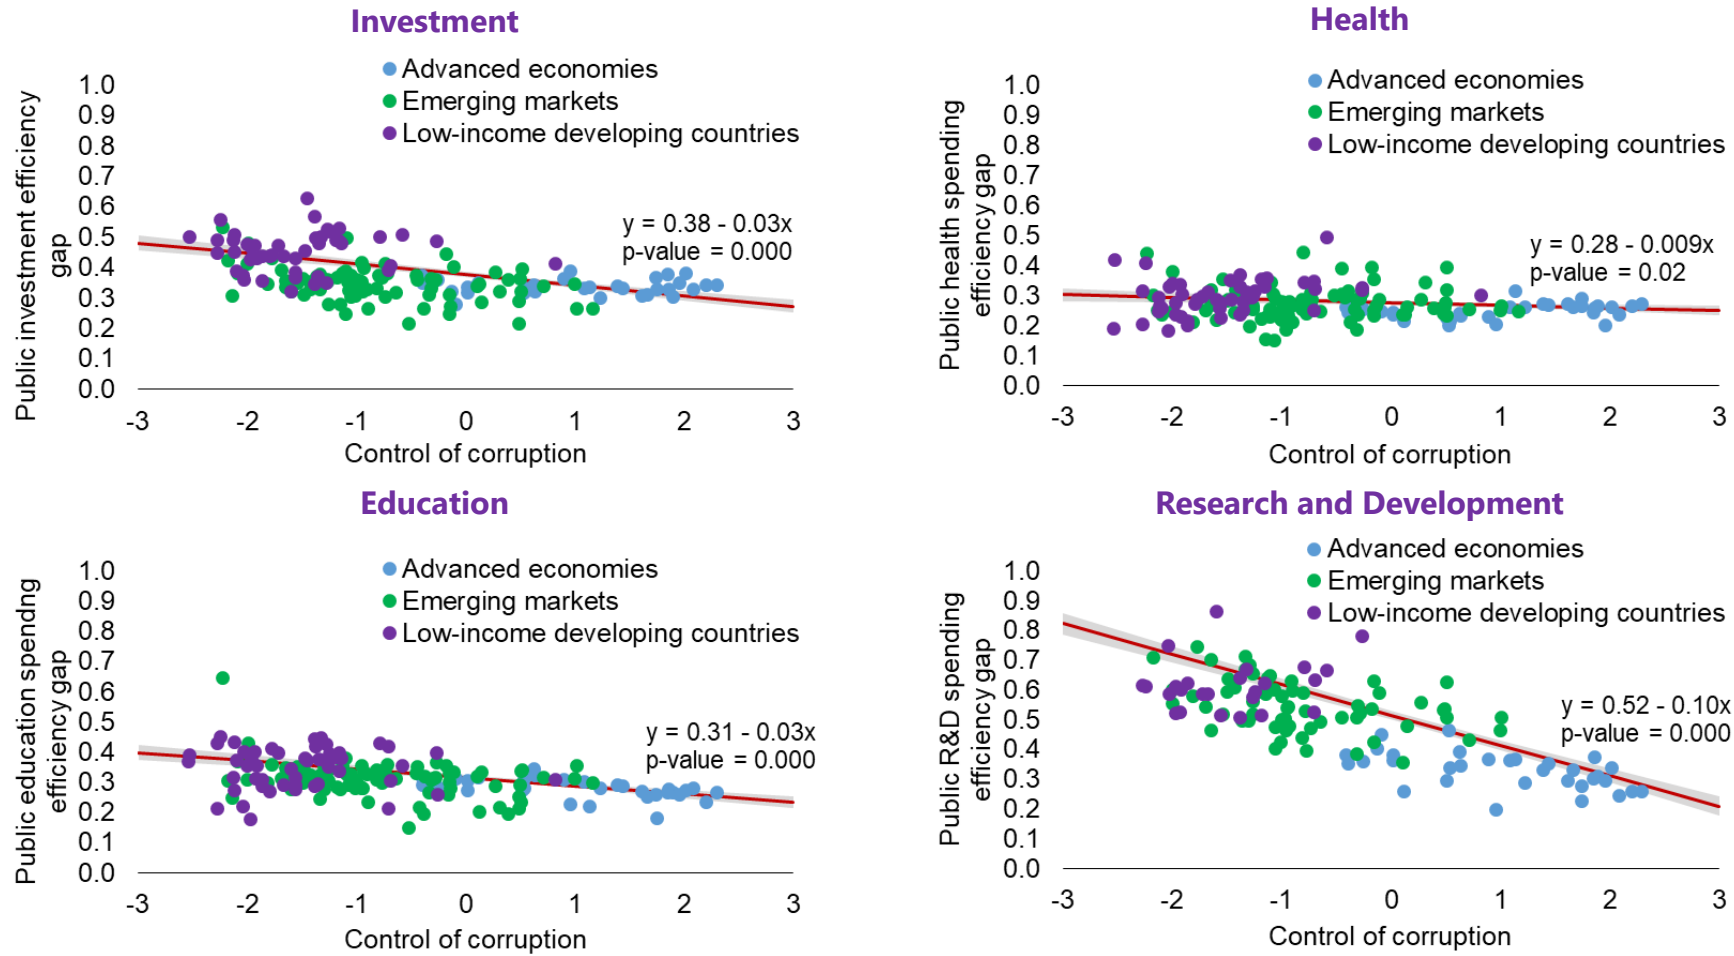 Investment
Advanced economies
Emerging markets
Low-income developing countries
Public investment efficiency
gap
1.0
0.9
0.8
0.7
0.6
0.5
0.4
0.3
0.2
0.1
0.0
y = 0.38 - 0.03x
p-value = 0.000
-3 -2 -1 0 1 2 3
Control of corruption
Health
Advanced economies
Emerging markets
Low-income developing countries
Public health spending
efficiency gap
1.0
0.9
0.8
0.7
0.6
0.5
0.4
0.3
0.2
0.1
0.0
y = 0.28 - 0.009x
p-value = 0.02
-3 -2 -1 0 1 2 3
Control of corruption
Education
Advanced economies
Emerging markets
Low-income developing countries
Public education spendng
efficiency gap
1.0
0.9
0.8
0.7
0.6
0.5
0.4
0.3
0.2
0.1
0.0
y = 0.31 - 0.03x
p-value = 0.000
-3 -2 -1 0 1 2 3
Control of corruption
Research and Development
Advanced economies
Emerging markets
Low-income developing countries
Public R&D spending
efficiency gap
1.0
0.9
0.8
0.7
0.6
0.5
0.4
0.3
0.2
0.1
0.0
y = 0.52 - 0.10x
p-value = 0.000
-3 -2 -1 0 1 2 3
Control of corruption